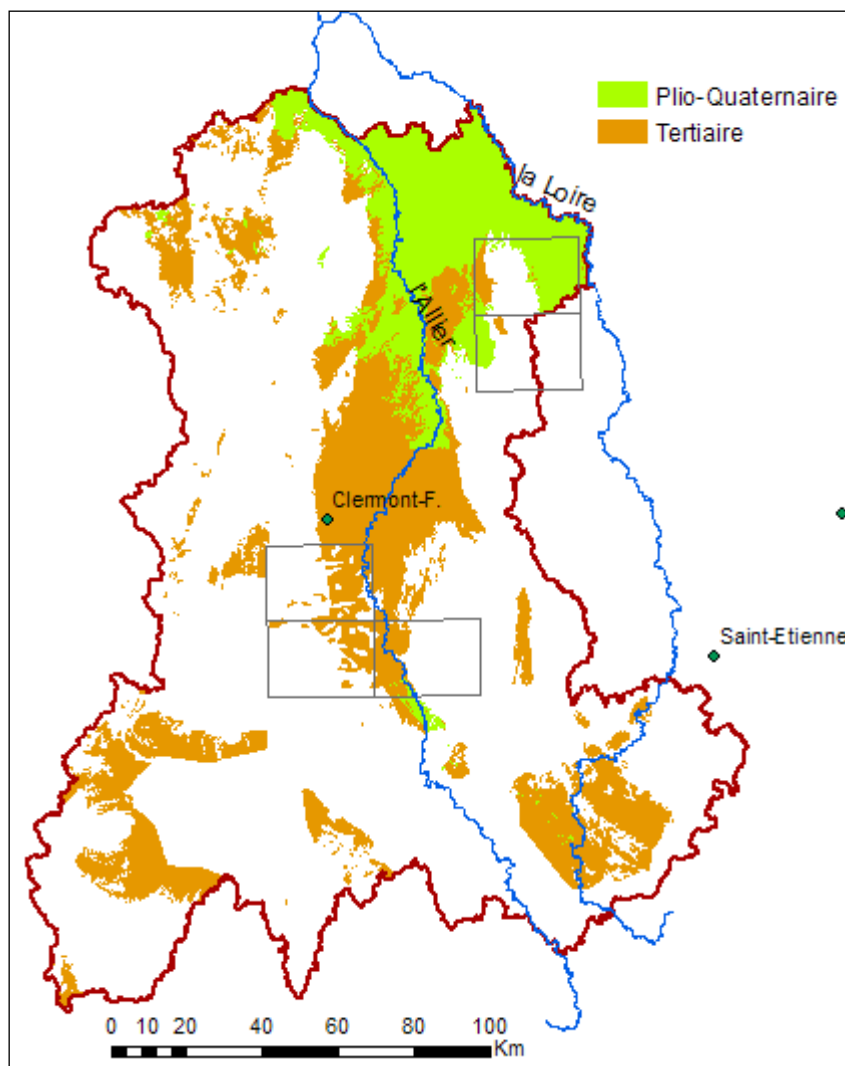 Plio-Quaternaire
Tertiaire
la Loire
l'Allier
Clermont-F.
Saint-Etienne
0 10 20 40 60 80 100
Km